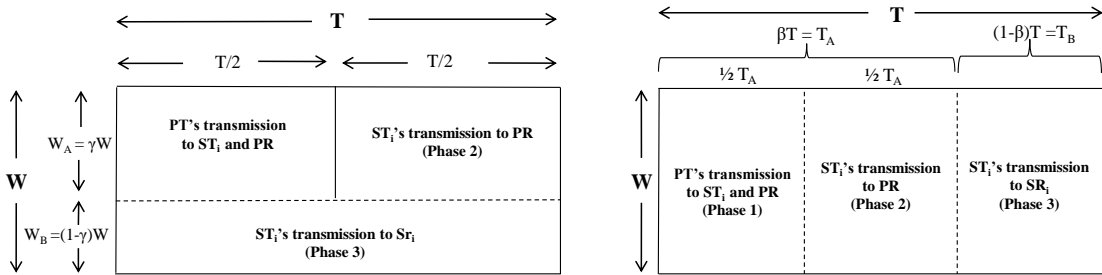 T
T/2
T/2
W
W_A = γW
W_B =(1-γ)W
PT's transmission
to ST_i and PR
ST_i's transmission to PR
(Phase 2)
ST_i's transmission to Sr_i
(Phase 3)
T
βT = T_A
(1-β)T =T_B
½ T_A
½ T_A
W
PT's transmission
to ST_i and PR
(Phase 1)
ST_i's transmission
to PR
(Phase 2)
ST_i's transmission
to SR_i
(Phase 3)